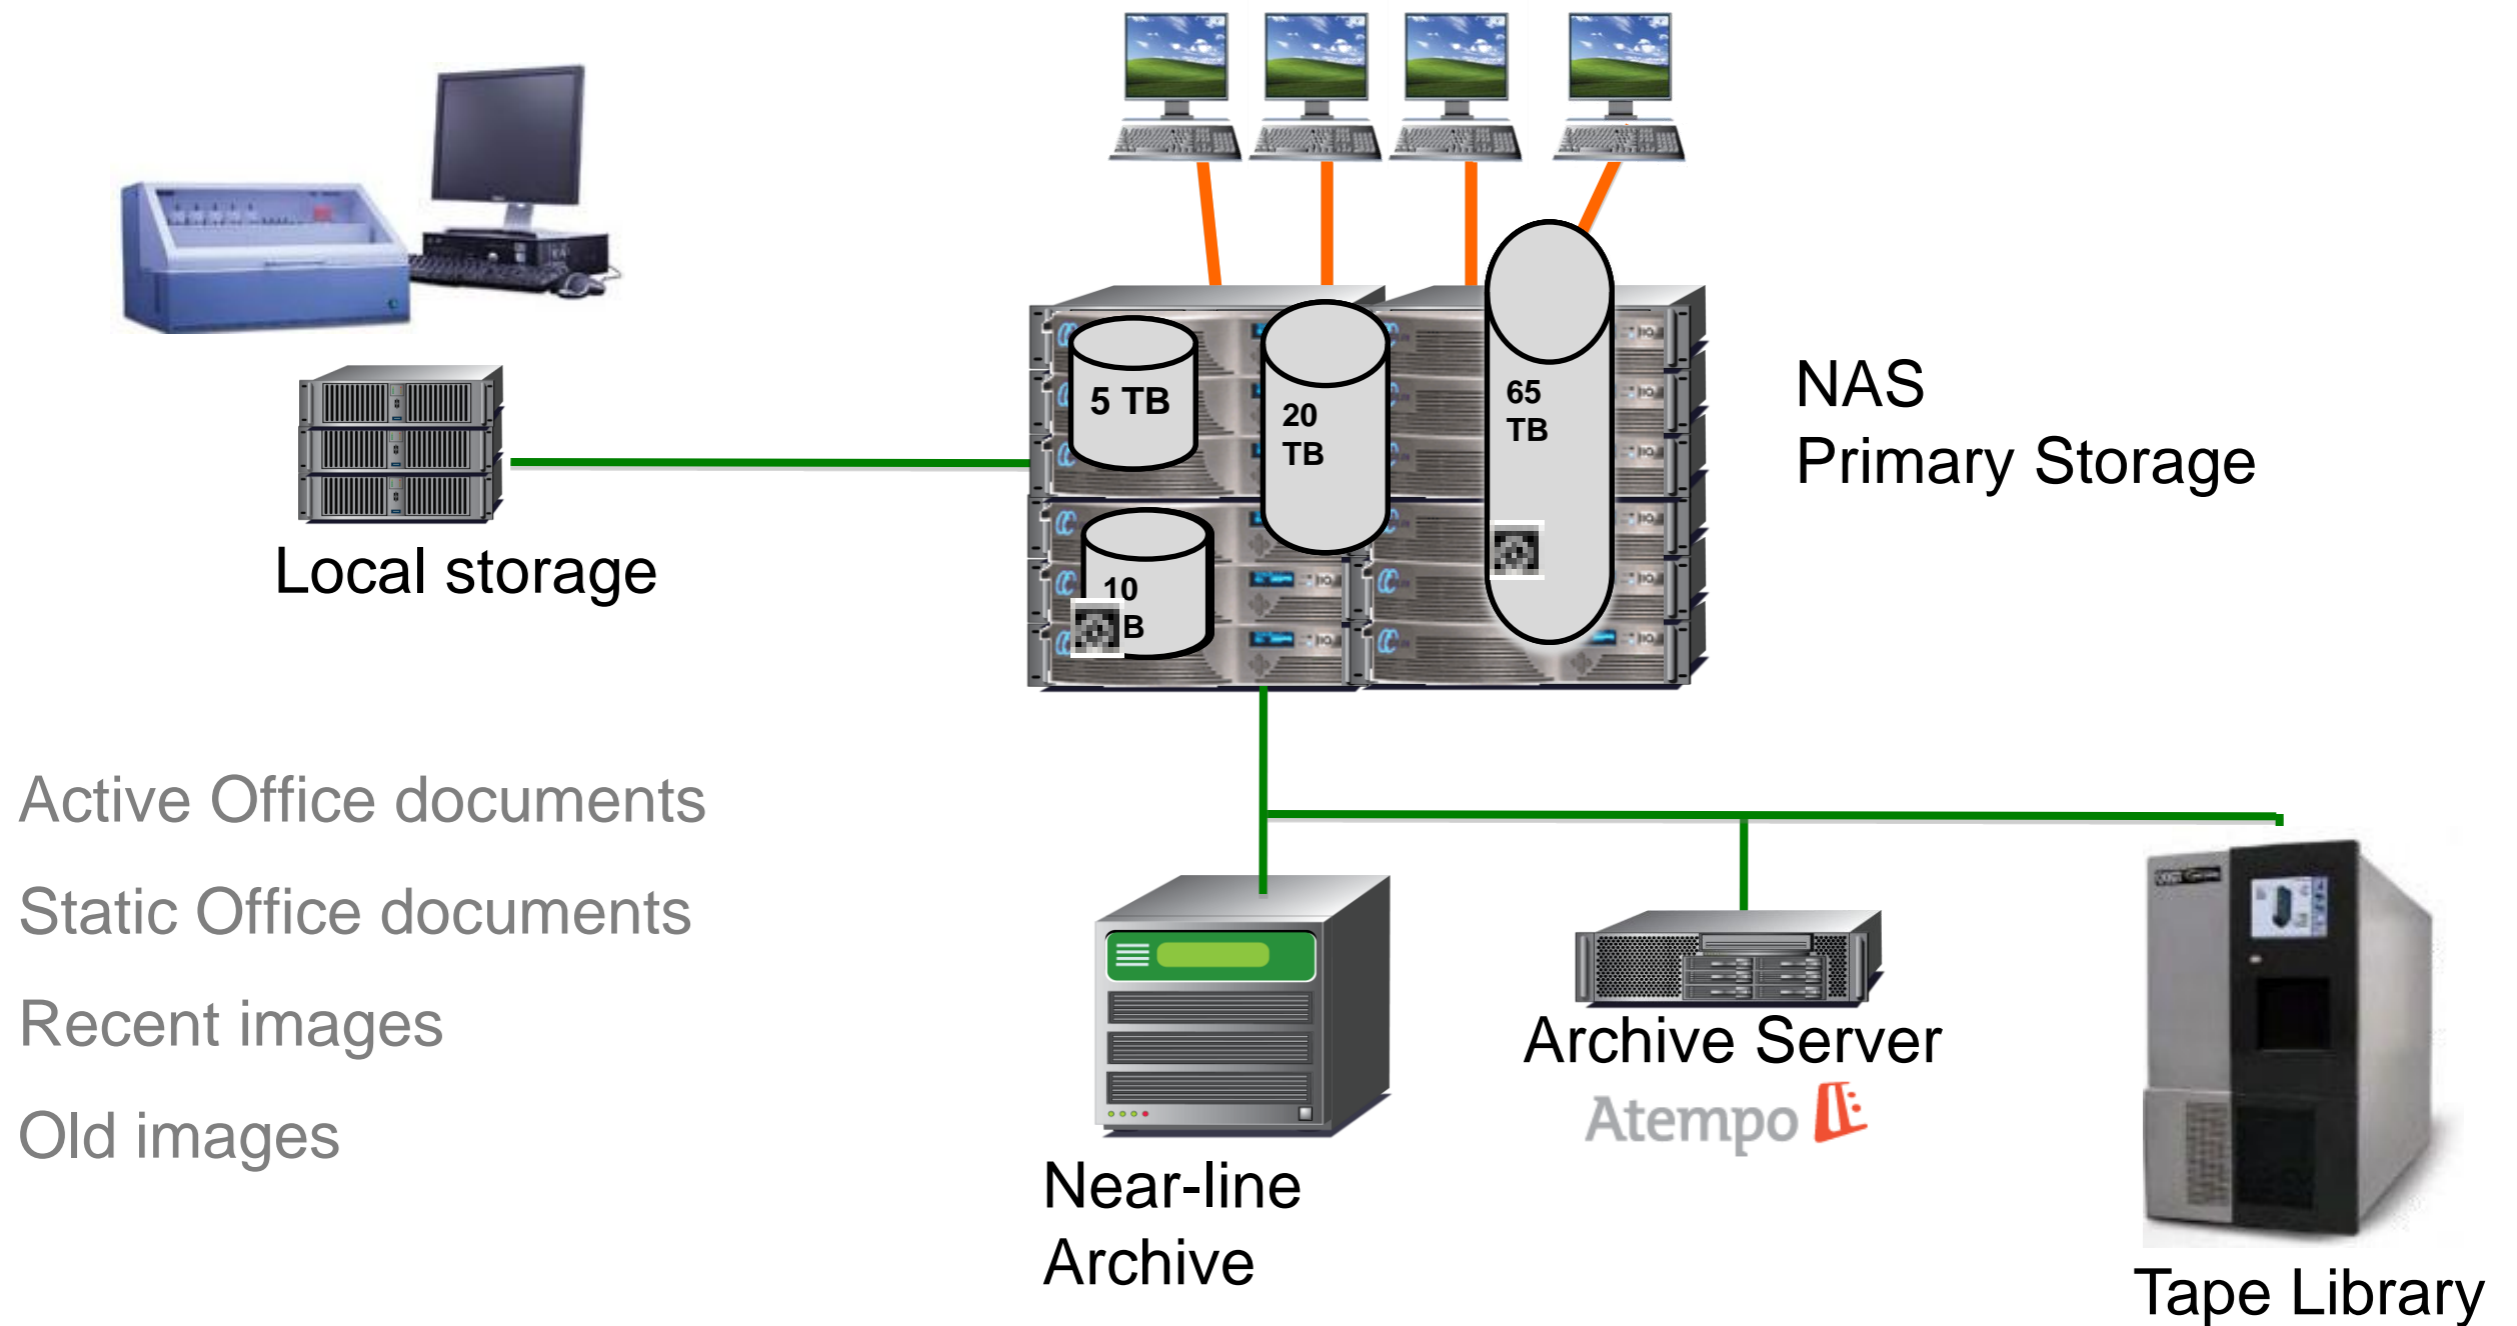 5 TB
20
TB
65
TB
10
B
NAS
Primary Storage
Local storage
Active Office documents
Static Office documents
Recent images
Old images
Archive Server
Atempo
Near-line
Archive
Tape Library